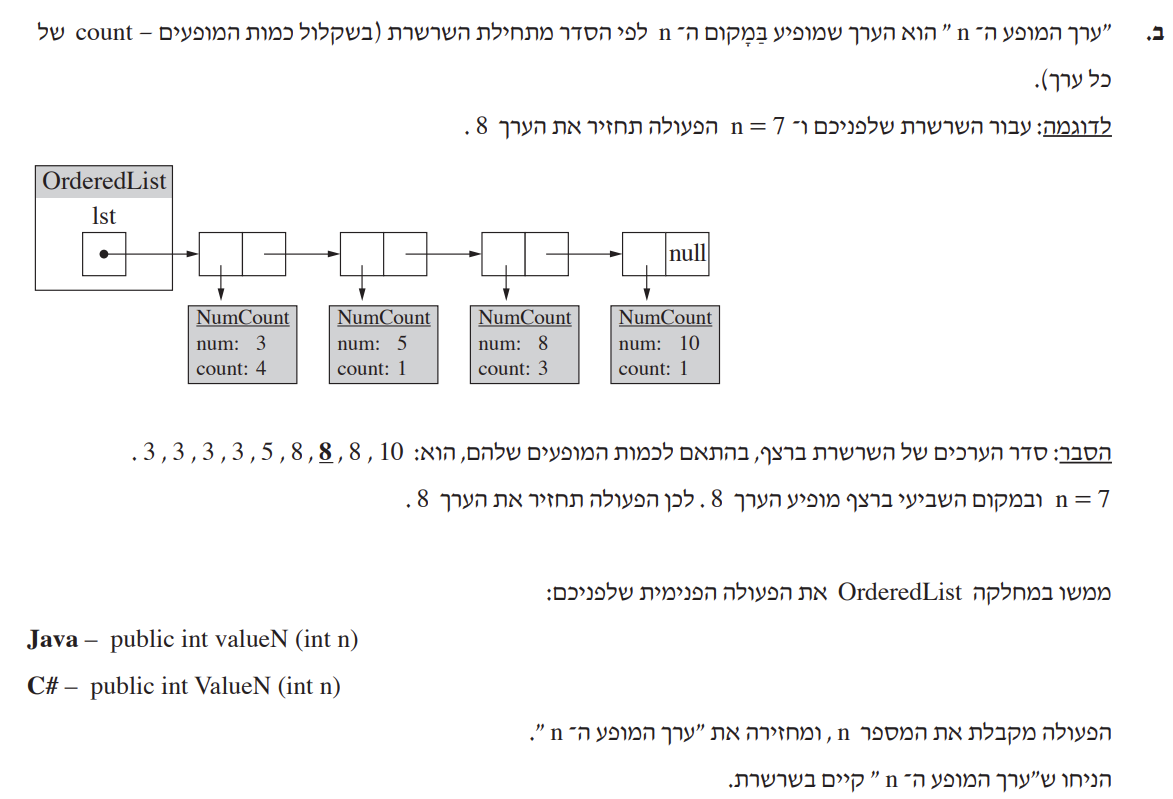 ב. "ערך המופע ה־ n" הוא הערך שמופיע בַּמָקום ה־ n לפי הסדר מתחילת השרשרת (בשקלול כמות המופעים – count של
כל ערך).
לדוגמה: עבור השרשרת שלפניכם ו־ n = 7 הפעולה תחזיר את הערך 8 .
OrderedList
lst
null
NumCount NumCount NumCount NumCount
num: 3 num: 5 num: 8 num: 10
count: 4 count: 1 count: 3 count: 1
הסבר: סדר הערכים של השרשרת ברצף, בהתאם לכמות המופעים שלהם, הוא: 3 , 3 , 3 , 3 , 5 , 8 , 8 , 8 , 10 .
n = 7 ובמקום השביעי ברצף מופיע הערך 8 . לכן הפעולה תחזיר את הערך 8 .
ממשו במחלקה OrderedList את הפעולה הפנימית שלפניכם:
Java – public int valueN (int n)
C# – public int ValueN (int n)
הפעולה מקבלת את המספר n , ומחזירה את "ערך המופע ה־ n".
הניחו ש"ערך המופע ה־ n" קיים בשרשרת.